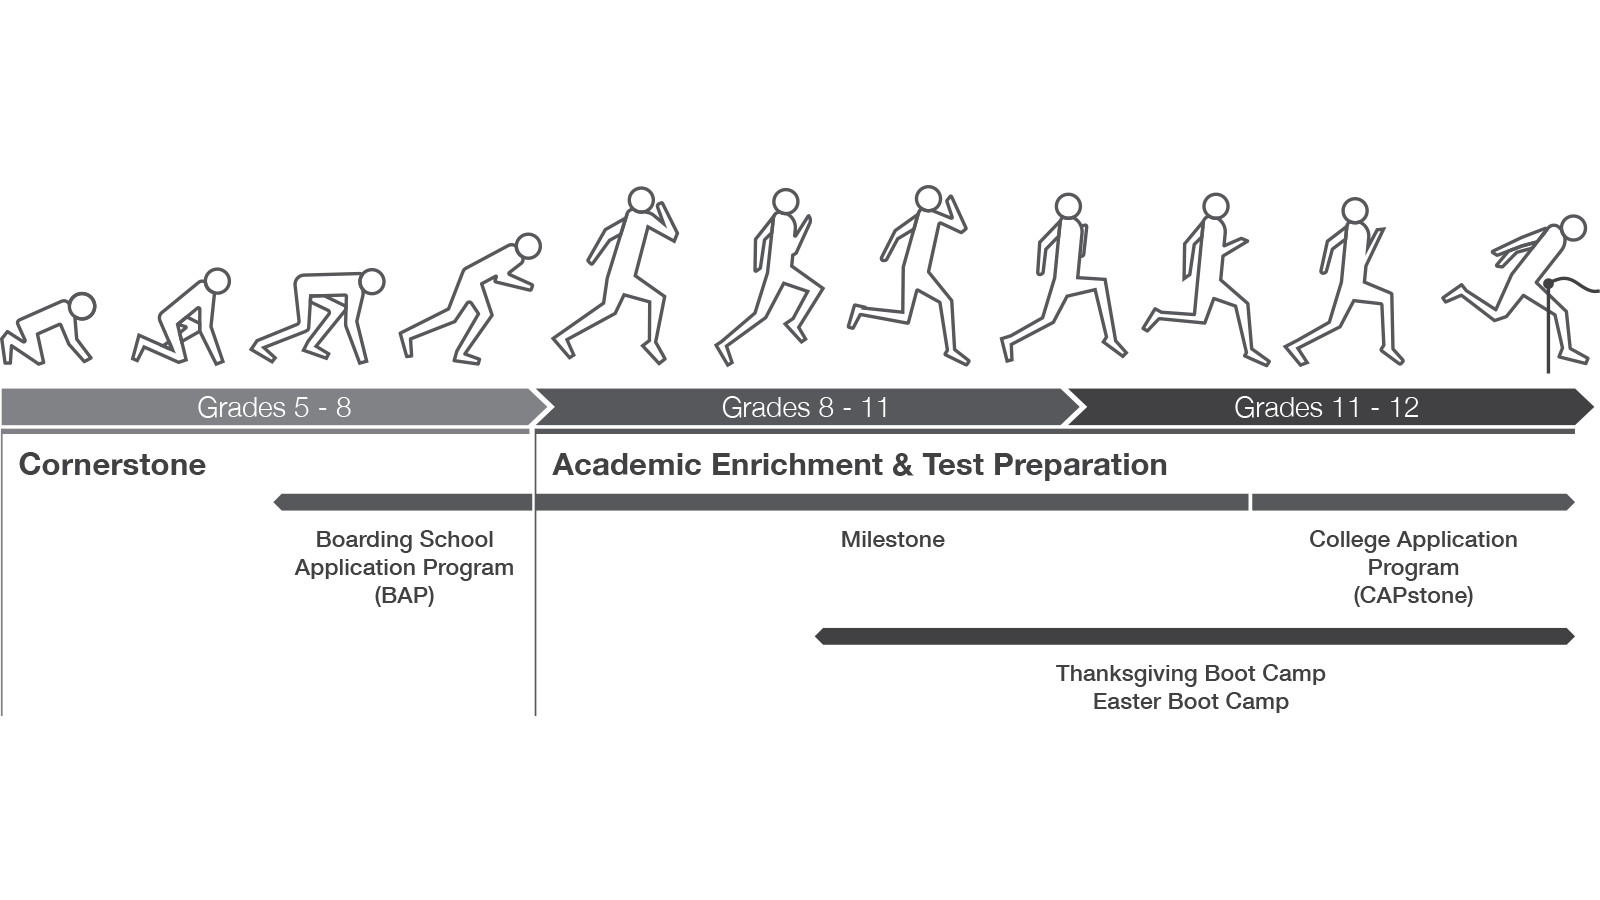 Grades 5 - 8
Grades 8 - 11
Grades 11 - 12
Cornerstone
Academic Enrichment & Test Preparation
Boarding School
Application Program
(BAP)
Milestone
College Application
Program
(CAPstone)
Thanksgiving Boot Camp
Easter Boot Camp